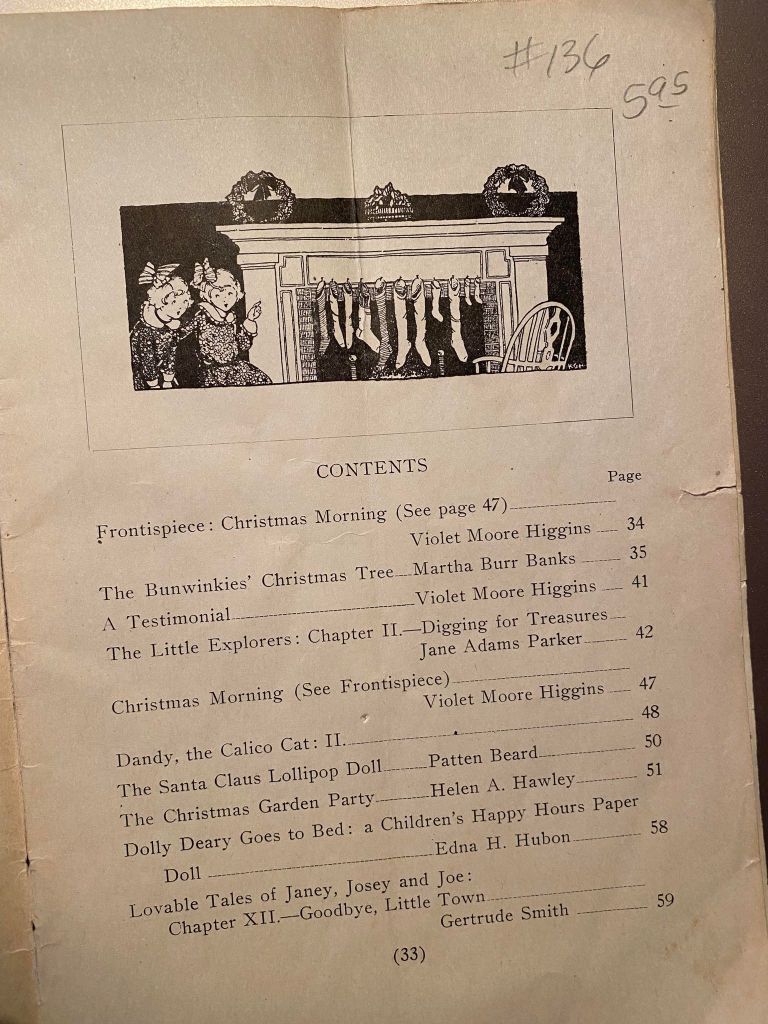 #136
595
CONTENTS
Page
Frontispiece: Christmas Morning (See page 47)
Violet Moore Higgins 34
The Bunwinkies' Christmas Tree Martha Burr Banks 35
A Testimonial Violet Moore Higgins 41
The Little Explorers: Chapter II.—Digging for Treasures
Jane Adams Parker 42
Christmas Morning (See Frontispiece)
Violet Moore Higgins 47
Dandy, the Calico Cat: II. 48
The Santa Claus Lollipop Doll Patten Beard 50
The Christmas Garden Party Helen A. Hawley 51
Dolly Deary Goes to Bed: a Children's Happy Hours Paper
Doll Edna H. Hubon 58
Lovable Tales of Janey, Josey and Joe:
Chapter XII.—Goodbye, Little Town
Gertrude Smith 59
(33)